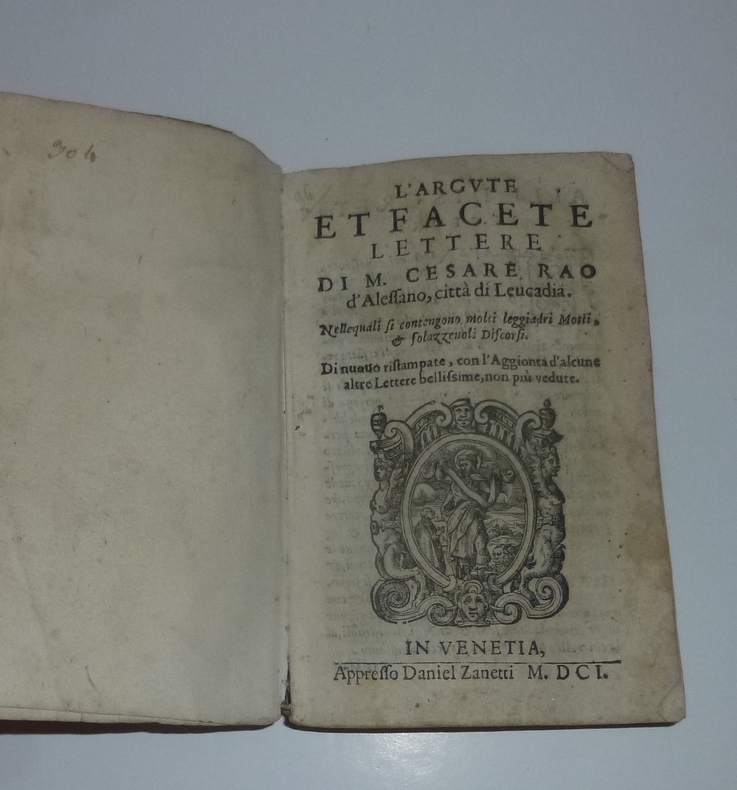 304
L'ARGVTE
ET FACETE
LETTERE
DI M. CESARE RAO
d'Aleſſano, città di Leucadia.
Nellequali ſi contengono molti leggiadri Motti,
& ſolazzeuoli Diſcorſi.
Di nuouo riſtampate, con l'Aggionta d'alcune
altre Lettere belliſsime, non più vedute.
IN VENETIA,
Appreſſo Daniel Zanetti M. DCI.